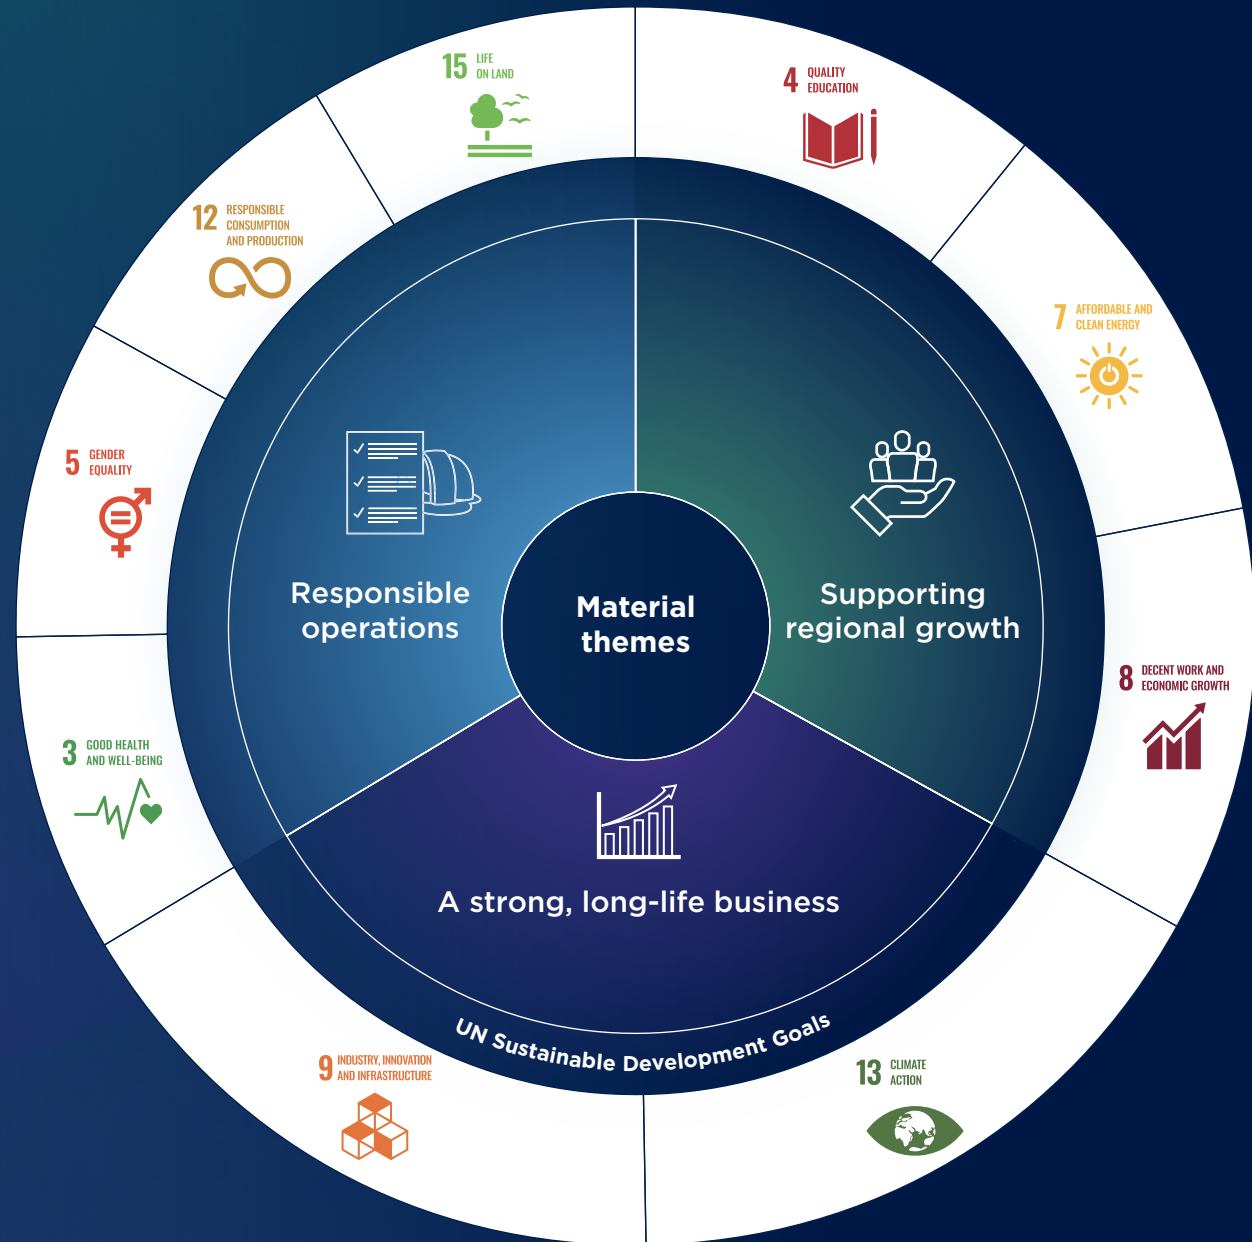 15 LIFE
ON LAND
4 QUALITY
EDUCATION
12 RESPONSIBLE
CONSUMPTION
AND PRODUCTION
7 AFFORDABLE AND
CLEAN ENERGY
5 GENDER
EQUALITY
Responsible
operations
Material
themes
Supporting
regional growth
8 DECENT WORK AND
ECONOMIC GROWTH
3 GOOD HEALTH
AND WELL-BEING
A strong, long-life business
UN Sustainable Development Goals
9 INDUSTRY, INNOVATION
AND INFRASTRUCTURE
13 CLIMATE
ACTION